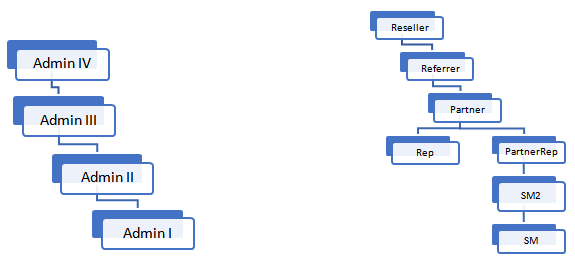 Admin IV
Admin III
Admin II
Admin I
Reseller
Referrer
Partner
Rep
PartnerRep
SM2
SM